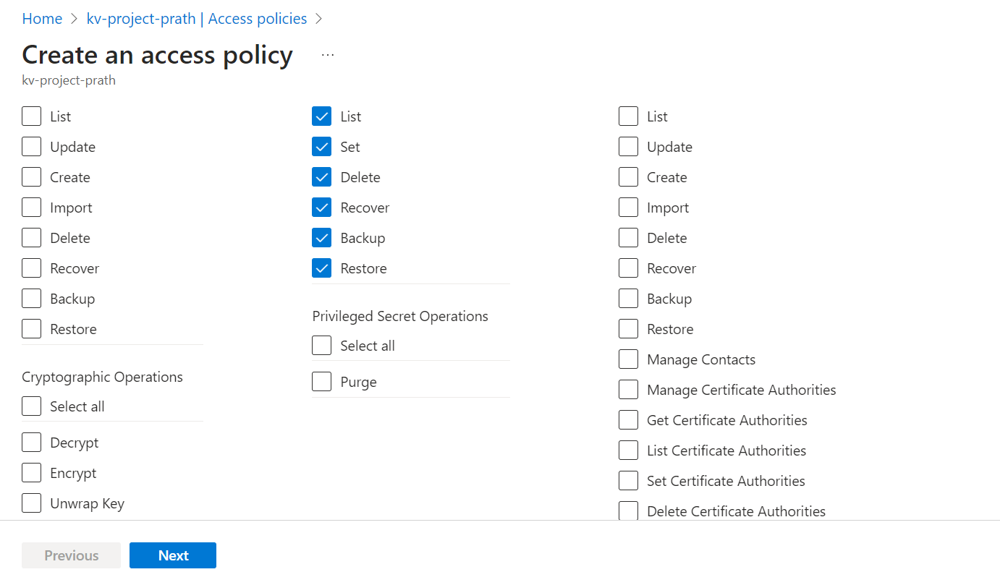 Home > kv-project-prath | Access policies >
Create an access policy ...
kv-project-prath
List
Update
Create
Import
Delete
Recover
Backup
Restore
Cryptographic Operations
Select all
Decrypt
Encrypt
Unwrap Key
List
Set
Delete
Recover
Backup
Restore
Privileged Secret Operations
Select all
Purge
List
Update
Create
Import
Delete
Recover
Backup
Restore
Manage Contacts
Manage Certificate Authorities
Get Certificate Authorities
List Certificate Authorities
Set Certificate Authorities
Delete Certificate Authorities
Previous
Next